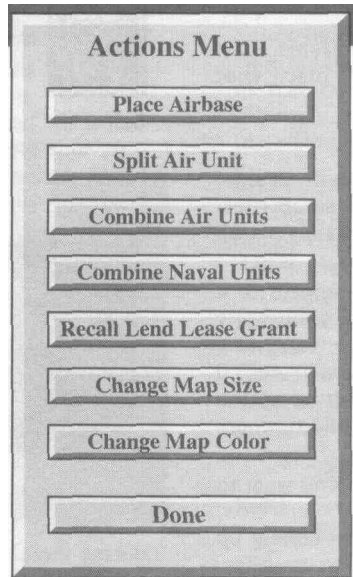 Actions Menu
Place Airbase
Split Air Unit
Combine Air Units
Combine Naval Units
Recall Lend Lease Grant
Change Map Size
Change Map Color
Done